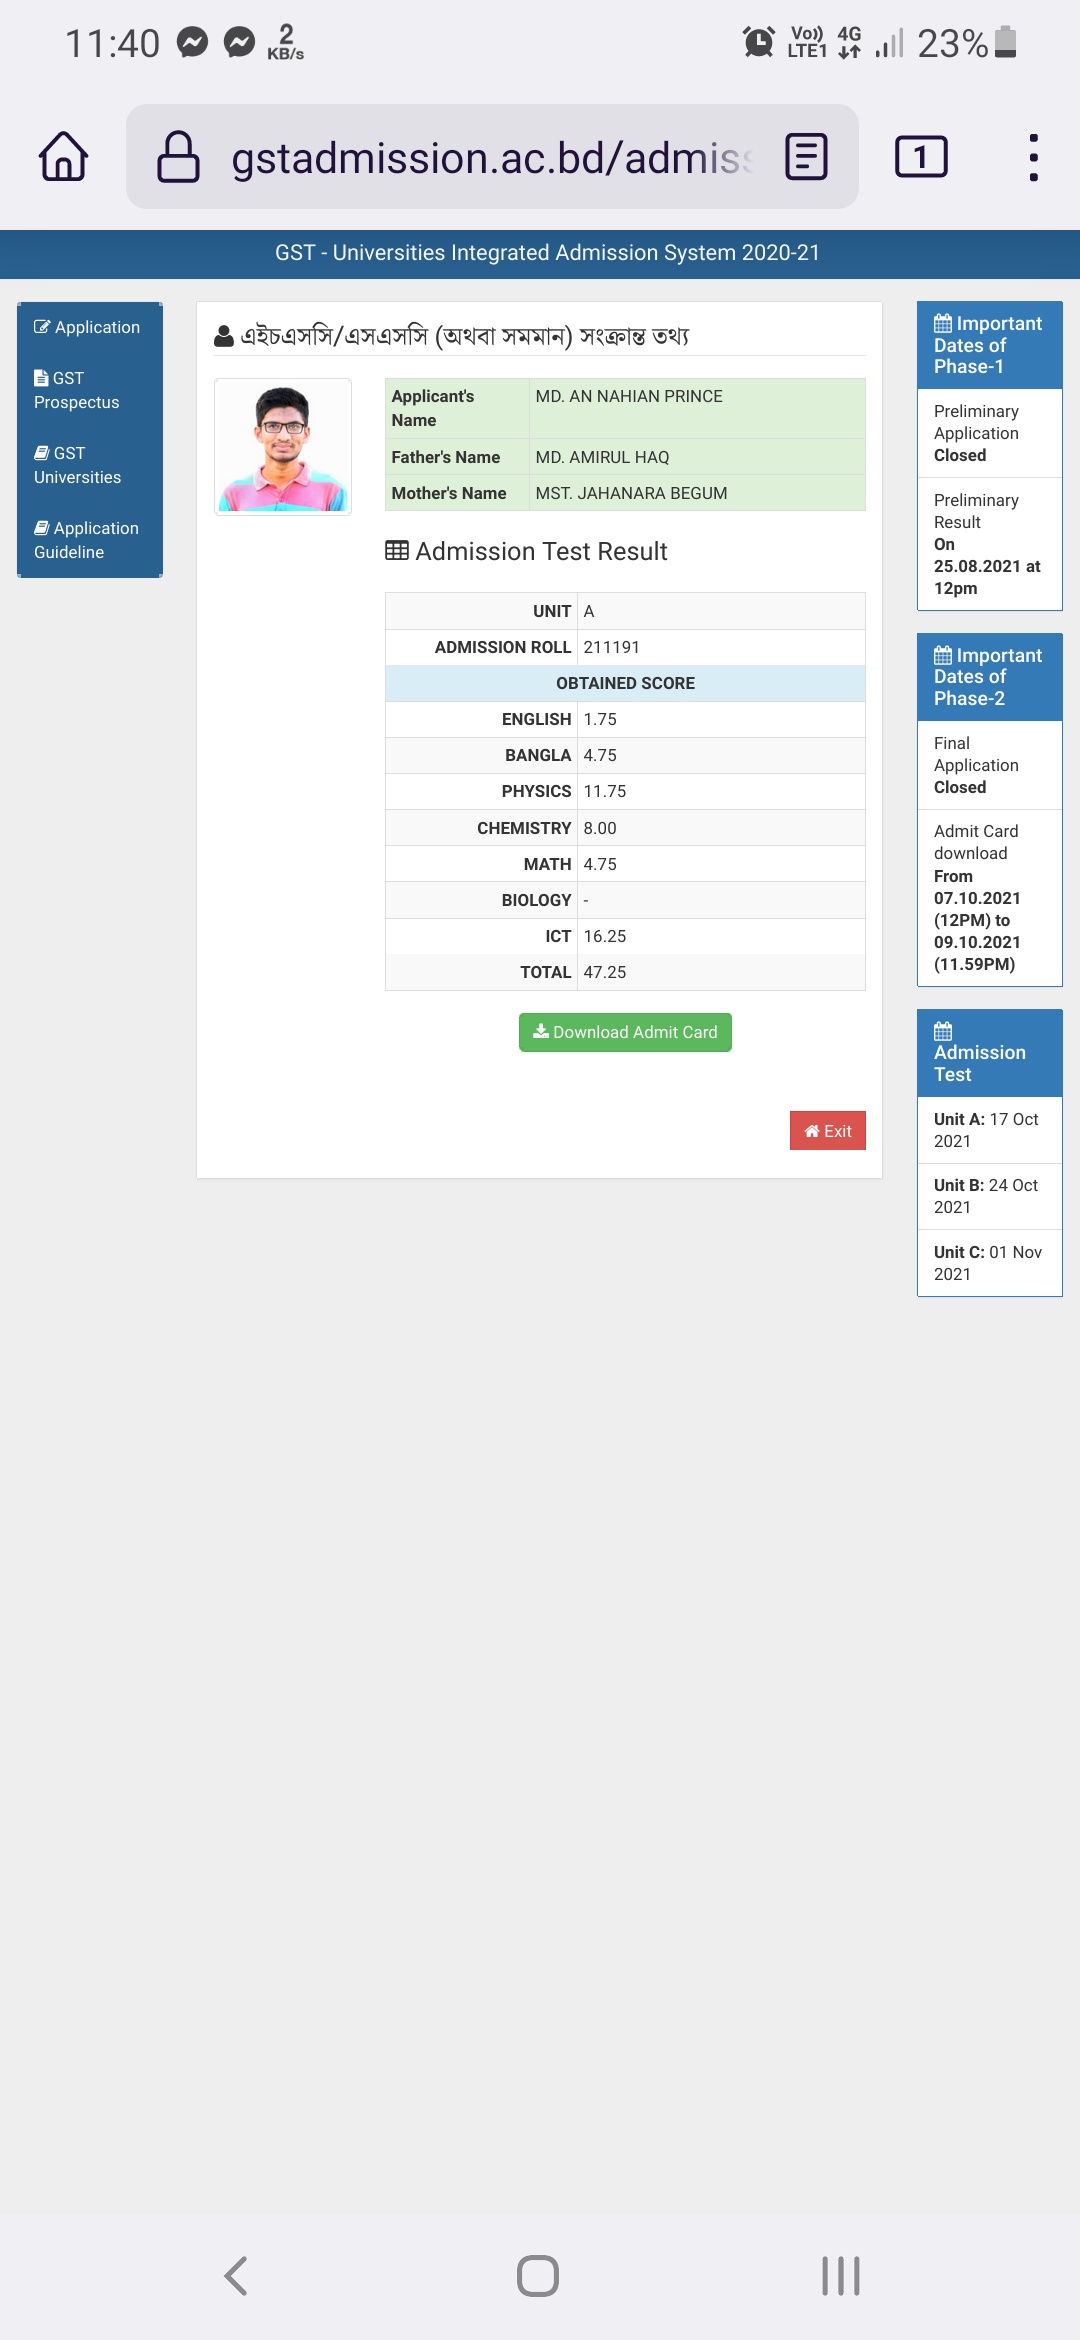 11:40
2
KB/s
Vo))
LTE1
4G
23%
gstadmission.ac.bd/admiss
1
GST - Universities Integrated Admission System 2020-21
Application
GST
Prospectus
GST
Universities
Application
Guideline
এইচএসসি/এসএসসি (অথবা সমমান) সংক্রান্ত তথ্য
Applicant's
Name
MD. AN NAHIAN PRINCE
Father's Name MD. AMIRUL HAQ
Mother's Name MST. JAHANARA BEGUM
Admission Test Result
UNIT A
ADMISSION ROLL 211191
OBTAINED SCORE
ENGLISH 1.75
BANGLA 4.75
PHYSICS 11.75
CHEMISTRY 8.00
MATH 4.75
BIOLOGY -
ICT 16.25
TOTAL 47.25
Download Admit Card
Exit
Important
Dates of
Phase-1
Preliminary
Application
Closed
Preliminary
Result
On
25.08.2021 at
12pm
Important
Dates of
Phase-2
Final
Application
Closed
Admit Card
download
From
07.10.2021
(12PM) to
09.10.2021
(11.59PM)
Admission
Test
Unit A: 17 Oct
2021
Unit B: 24 Oct
2021
Unit C: 01 Nov
2021